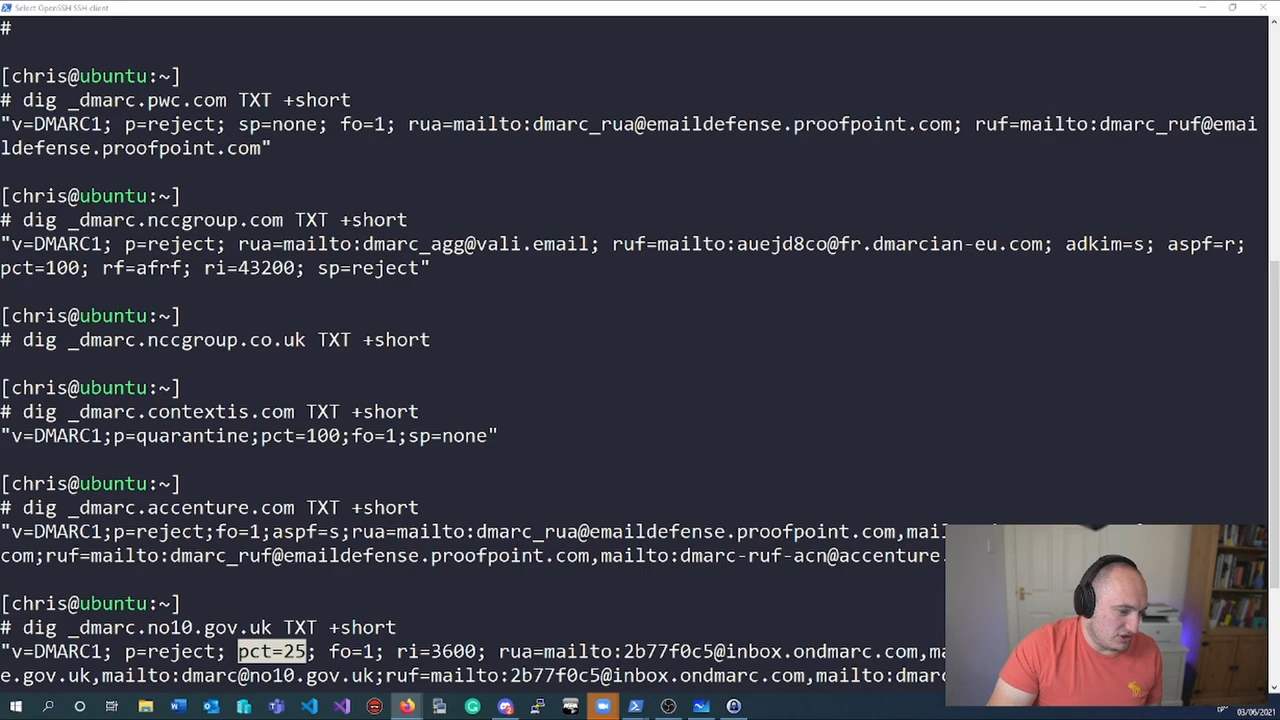 Select OpenSSH SSH client
#
[chris@ubuntu:~]
# dig _dmarc.pwc.com TXT +short
"v=DMARC1; p=reject; sp=none; fo=1; rua=mailto:dmarc_rua@emaildefense.proofpoint.com; ruf=mailto:dmarc_ruf@emai
ldefense.proofpoint.com"
[chris@ubuntu:~]
# dig _dmarc.nccgroup.com TXT +short
"v=DMARC1; p=reject; rua=mailto:dmarc_agg@vali.email; ruf=mailto:auejd8co@fr.dmarcian-eu.com; adkim=s; aspf=r;
pct=100; rf=afrf; ri=43200; sp=reject"
[chris@ubuntu:~]
# dig _dmarc.nccgroup.co.uk TXT +short
[chris@ubuntu:~]
# dig _dmarc.contextis.com TXT +short
"v=DMARC1;p=quarantine;pct=100;fo=1;sp=none"
[chris@ubuntu:~]
# dig _dmarc.accenture.com TXT +short
"v=DMARC1;p=reject;fo=1;aspf=s;rua=mailto:dmarc_rua@emaildefense.proofpoint.com,mail
com;ruf=mailto:dmarc_ruf@emaildefense.proofpoint.com,mailto:dmarc-ruf-acn@accenture.
[chris@ubuntu:~]
# dig _dmarc.no10.gov.uk TXT +short
"v=DMARC1; p=reject; pct=25; fo=1; ri=3600; rua=mailto:2b77f0c5@inbox.ondmarc.com,ma
e.gov.uk,mailto:dmarc@no10.gov.uk;ruf=mailto:2b77f0c5@inbox.ondmarc.com,mailto:dmarc
03/06/2021